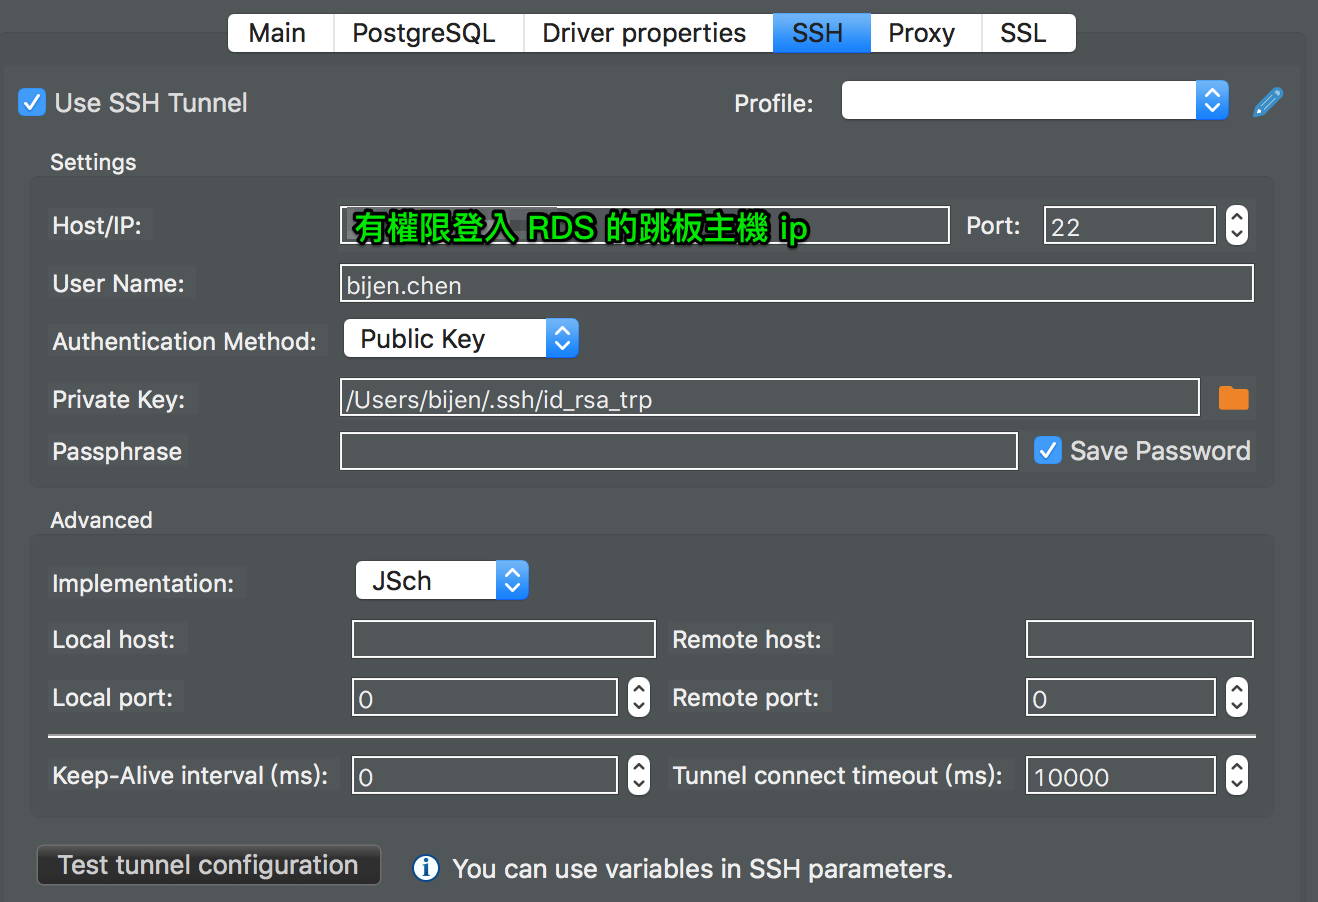 Main PostgreSQL Driver properties SSH Proxy SSL
Use SSH Tunnel Profile:
Settings
Host/IP: 有權限登入 RDS 的跳板主機 ip Port: 22
User Name: bijen.chen
Authentication Method: Public Key
Private Key: /Users/bijen/.ssh/id_rsa_trp
Passphrase Save Password
Advanced
Implementation: JSch
Local host: Remote host:
Local port: 0 Remote port: 0
Keep-Alive interval (ms): 0 Tunnel connect timeout (ms): 10000
Test tunnel configuration You can use variables in SSH parameters.